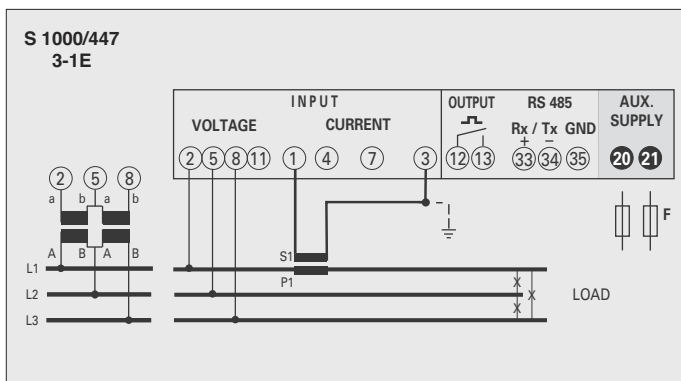 S 1000/447
3-1E
INPUT
VOLTAGE CURRENT
OUTPUT
RS 485
Rx / Tx GND
+ −
AUX.
SUPPLY
2 5 8 11 1 4 7 3 12 13 33 34 35 20 21
2 5 8
a b a b
A B A B
F
S1
P1
L1
L2
L3
X
X X
X
LOAD